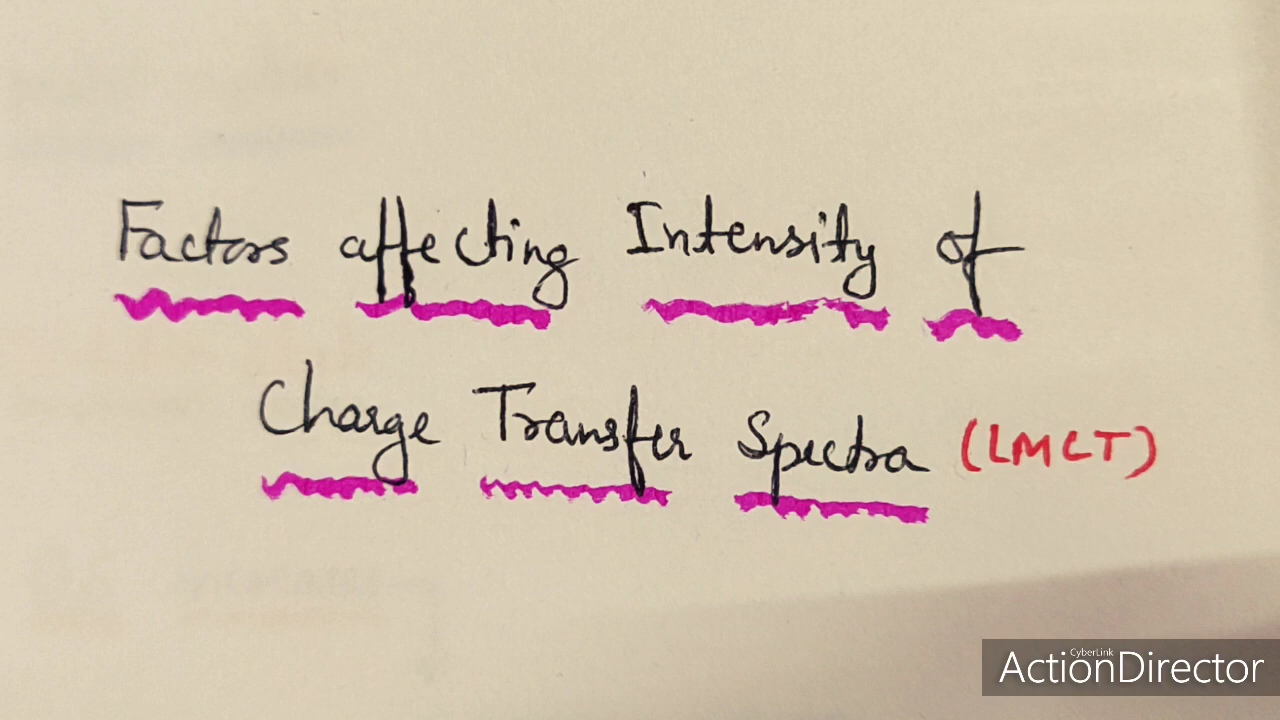 Factors affecting Intensity of
Charge Transfer Spectra (LMCT)
CyberLink
ActionDirector